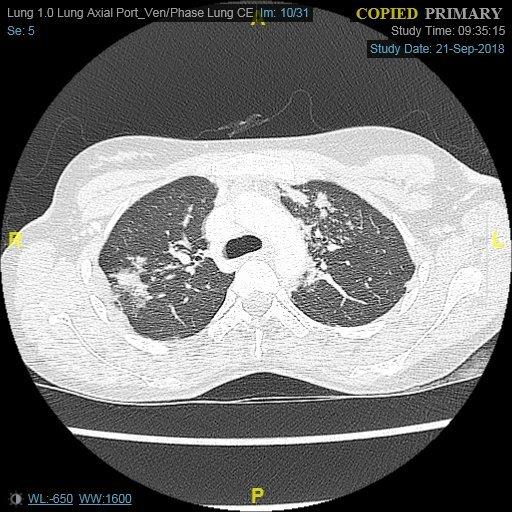 Lung 1.0 Lung Axial Port_Ven/Phase Lung CE Im: 10/31
Se: 5
COPIED PRIMARY
Study Time: 09:35:15
Study Date: 21-Sep-2018
A
R
L
P
WL:-650 WW:1600